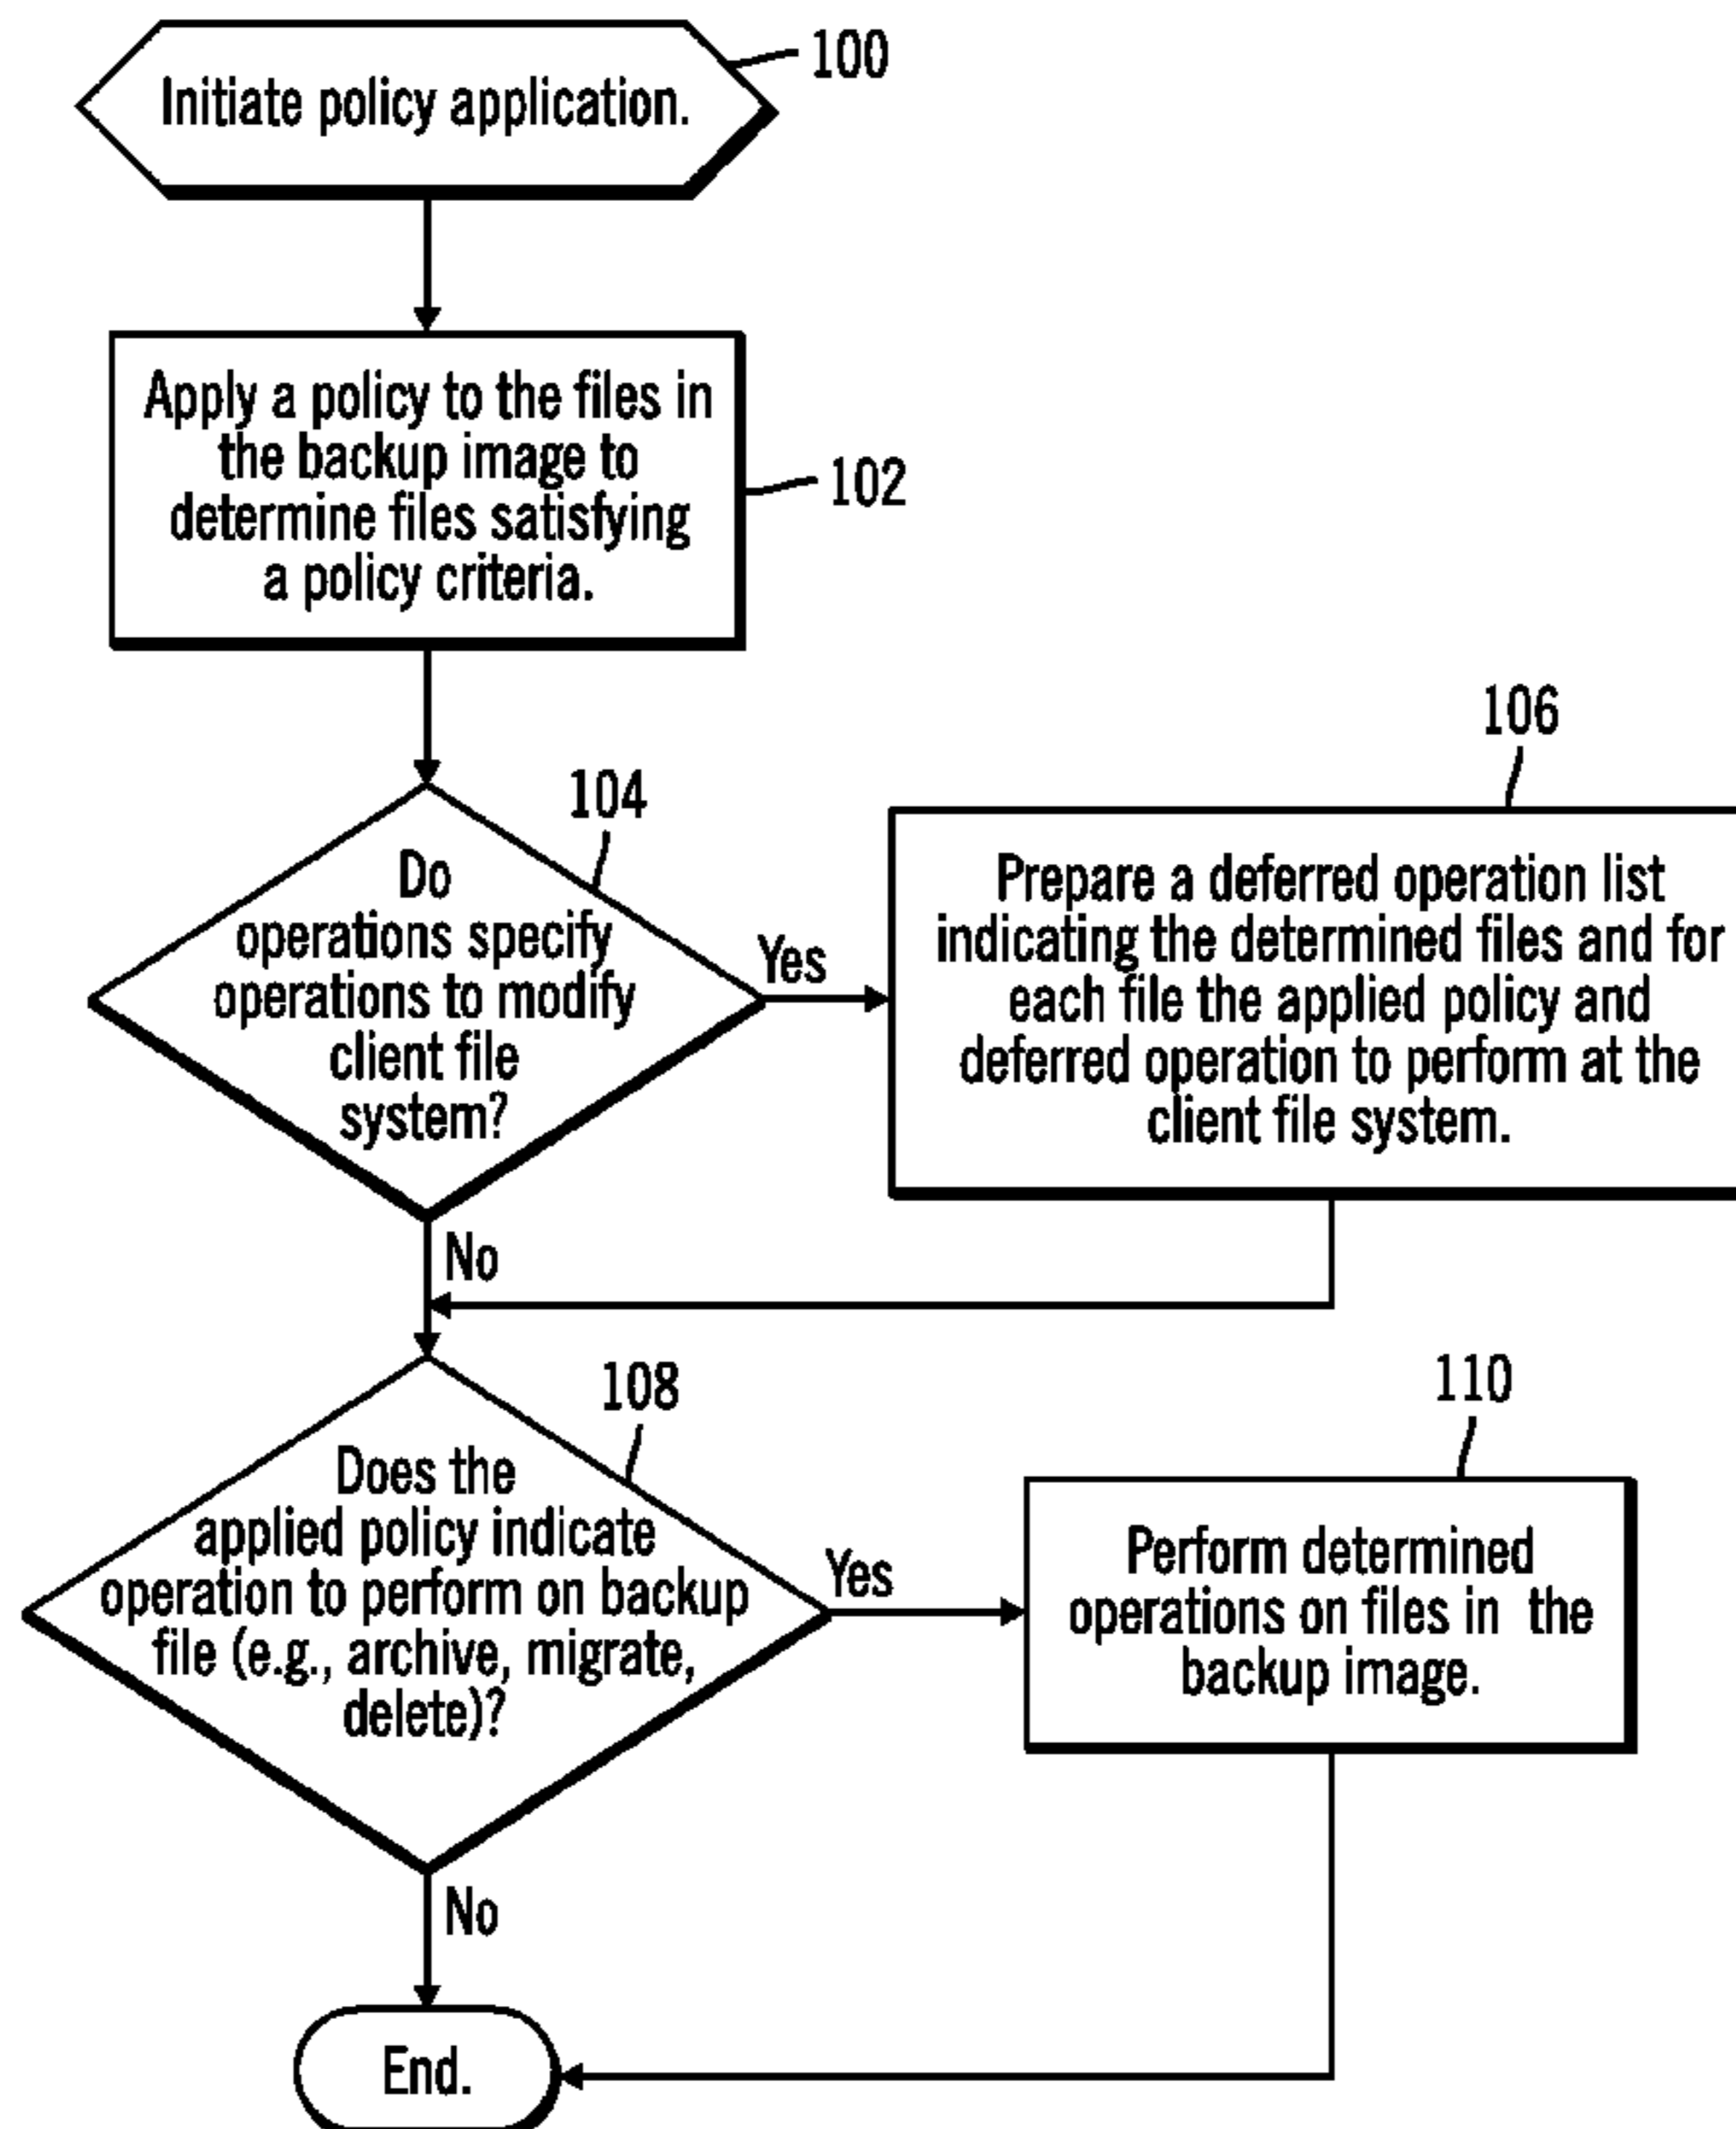 100
Initiate policy application.
Apply a policy to the files in
the backup image to
determine files satisfying
a policy criteria.
102
104
Do
operations specify
operations to modify
client file
system?
Yes
No
106
Prepare a deferred operation list
indicating the determined files and for
each file the applied policy and
deferred operation to perform at the
client file system.
108
Does the
applied policy indicate
operation to perform on backup
file (e.g., archive, migrate,
delete)?
Yes
No
110
Perform determined
operations on files in the
backup image.
End.